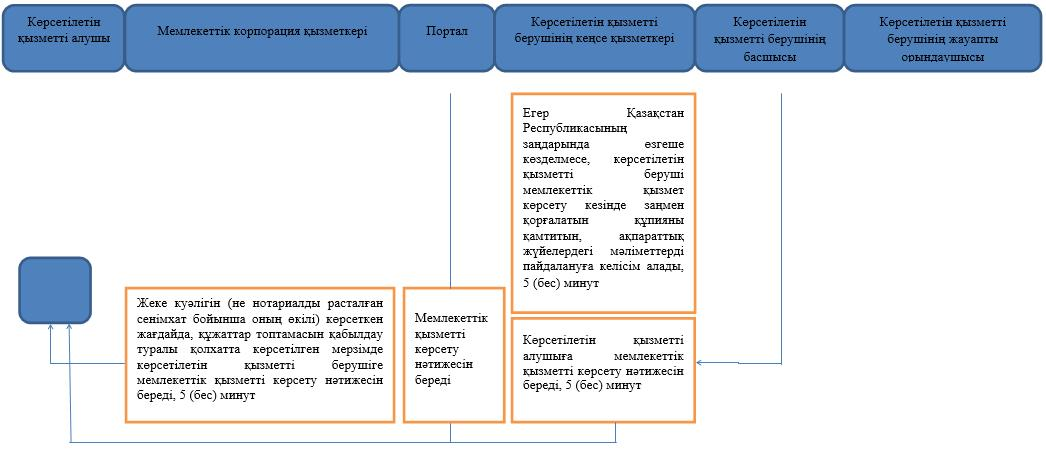 Көрсетілетін
қызметті алушы
Мемлекеттік корпорация қызметкері
Портал
Көрсетілетін қызметті
берушінің кеңсе қызметкері
Көрсетілетін
қызметті берушінің
басшысы
Көрсетілетін қызметті
берушінің жауапты
орындаушысы
Егер Қазақстан
Республикасының
заңдарында өзгеше
көзделмесе, көрсетілетін
қызметті беруші
мемлекеттік қызмет
көрсету кезінде заңмен
қорғалатын құпияны
қамтитын, ақпараттық
жүйелердегі мәліметтерді
пайдалануға келісім алады,
5 (бес) минут
Жеке куәлігін (не нотариалды расталған
сенімхат бойынша оның өкілі) көрсеткен
жағдайда, құжаттар топтамасын қабылдау
туралы қолхатта көрсетілген мерзімде
көрсетілетін қызметті берушіге
мемлекеттік қызметті көрсету нәтижесін
береді, 5 (бес) минут
Мемлекеттік
қызметті
көрсету
нәтижесін
береді
Көрсетілетін қызметті
алушыға мемлекеттік
қызметті көрсету нәтижесін
береді, 5 (бес) минут